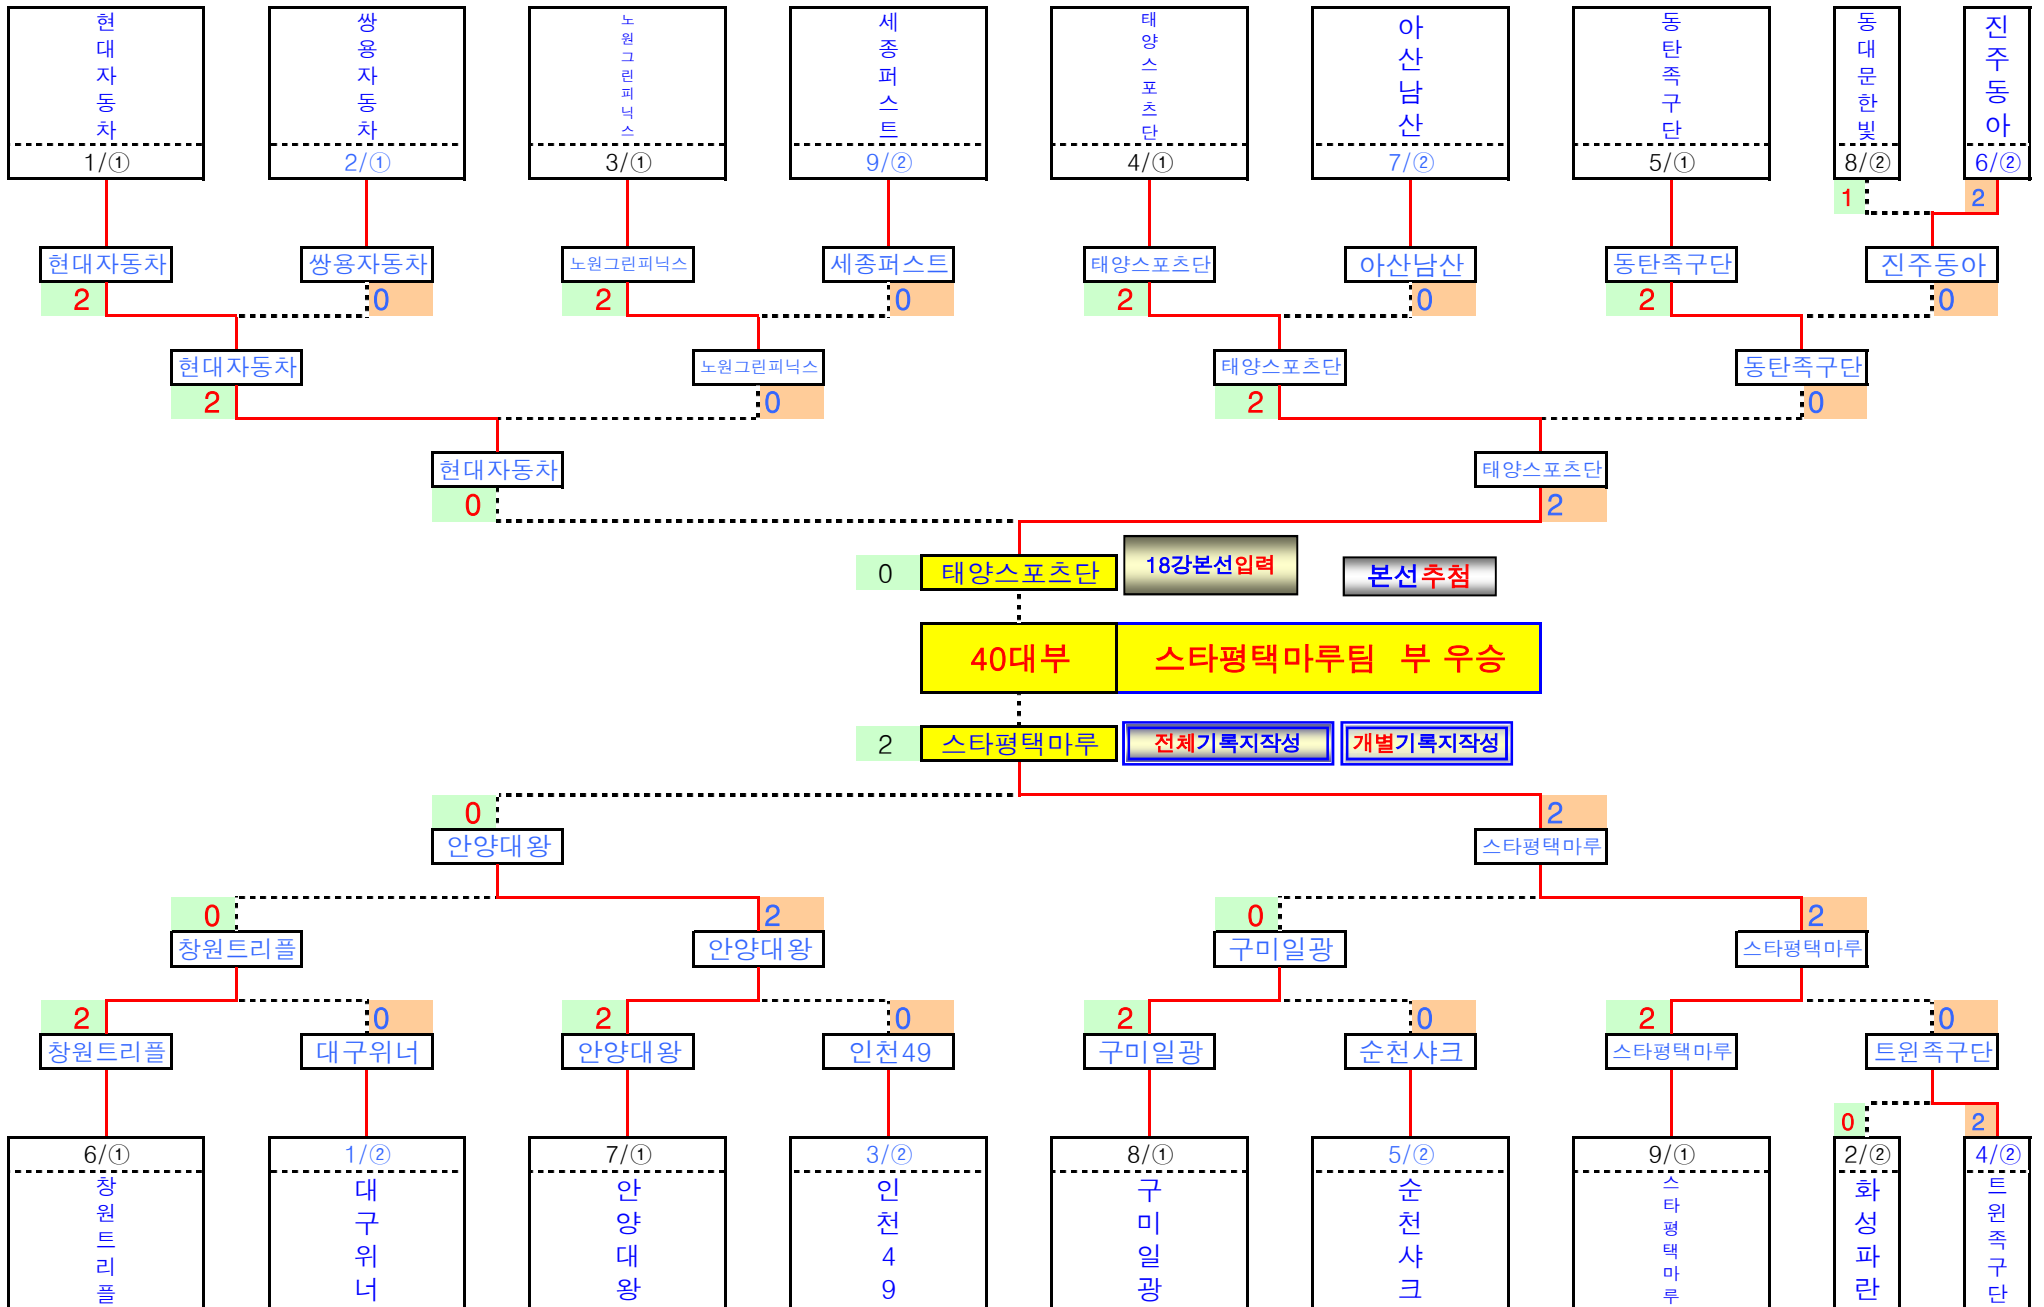 현대자동차
쌍용자동차
노원그린피닉스
세종퍼스트
태양스포츠단
아산남산
동탄족구단
동대문한빛
진주동아
1/① 2/① 3/① 9/② 4/① 7/② 5/① 8/② 6/②
1 2
현대자동차 쌍용자동차 노원그린피닉스 세종퍼스트 태양스포츠단 아산남산 동탄족구단 진주동아
2 0 2 0 2 0 2 0
현대자동차 노원그린피닉스 태양스포츠단 동탄족구단
2 0 2 0
현대자동차 태양스포츠단
0 2
0 태양스포츠단 18강본선입력 본선추첨
40대부 스타평택마루팀 부 우승
2 스타평택마루 전체기록지작성 개별기록지작성
0 2
안양대왕 스타평택마루
0 2 0 2
창원트리플 안양대왕 구미일광 스타평택마루
2 0 2 0 2 0 2 0
창원트리플 대구위너 안양대왕 인천49 구미일광 순천샤크 스타평택마루 트윈족구단
0 2
6/① 1/② 7/① 3/② 8/① 5/② 9/① 2/② 4/②
창원트리플
대구위너
안양대왕
인천49
구미일광
순천샤크
스타평택마루
화성파란
트윈족구단